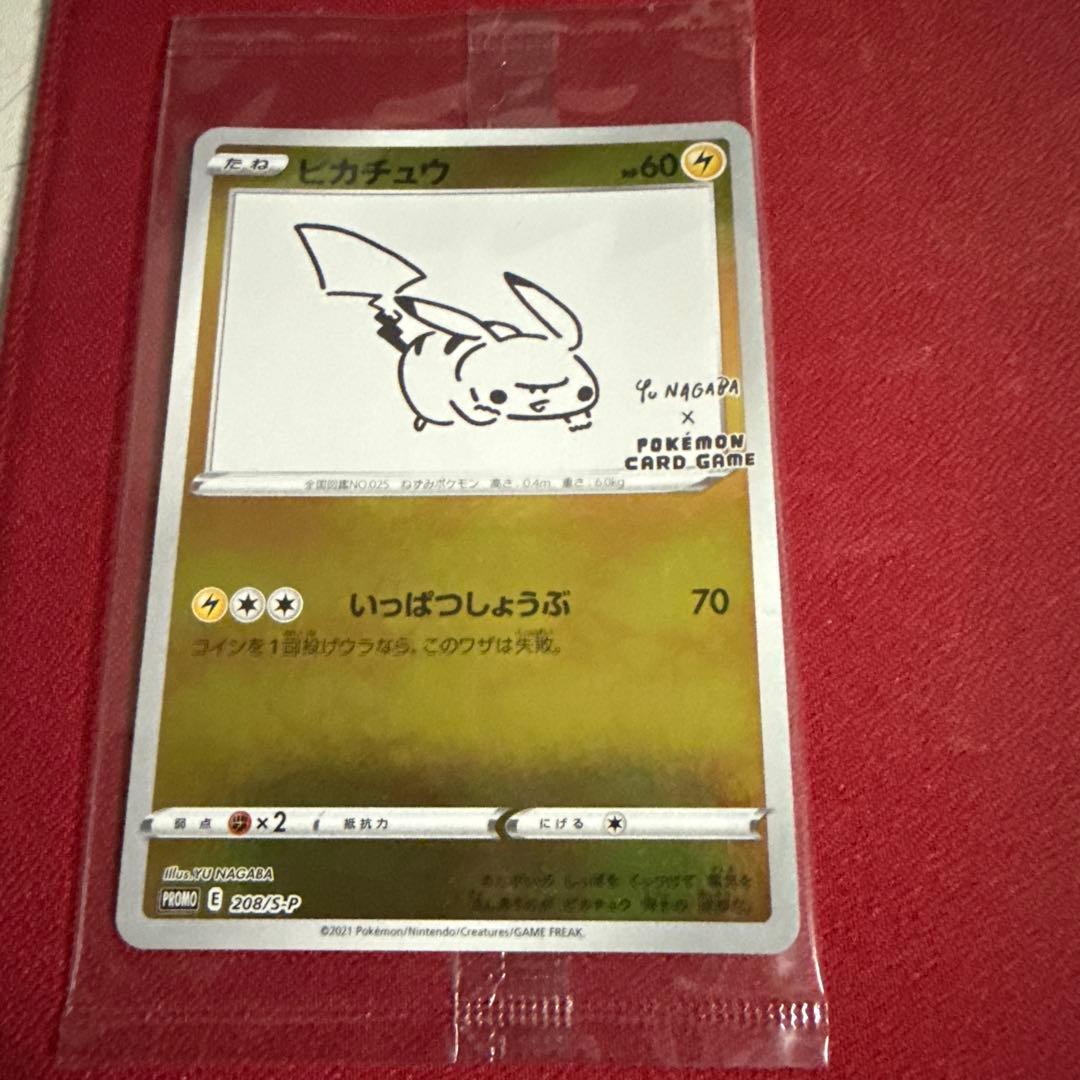 たね ピカチュウ HP60
YU NAGABA
×
POKÉMON
CARD GAME
全国図鑑NO.025 ねずみポケモン 高さ:0.4m 重さ:6.0kg
いっぱつしょうぶ 70
コインを1回投げウラなら、このワザは失敗。
弱点 ×2 抵抗力 にげる
Illus.YU NAGABA
PROMO E 208/S-P
©2021 Pokémon/Nintendo/Creatures/GAME FREAK.